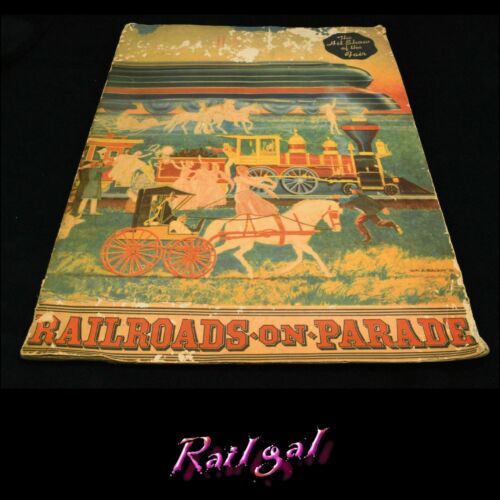 The
Hit Show
of the
Fair
RAILROADS-ON-PARADE
Railgal